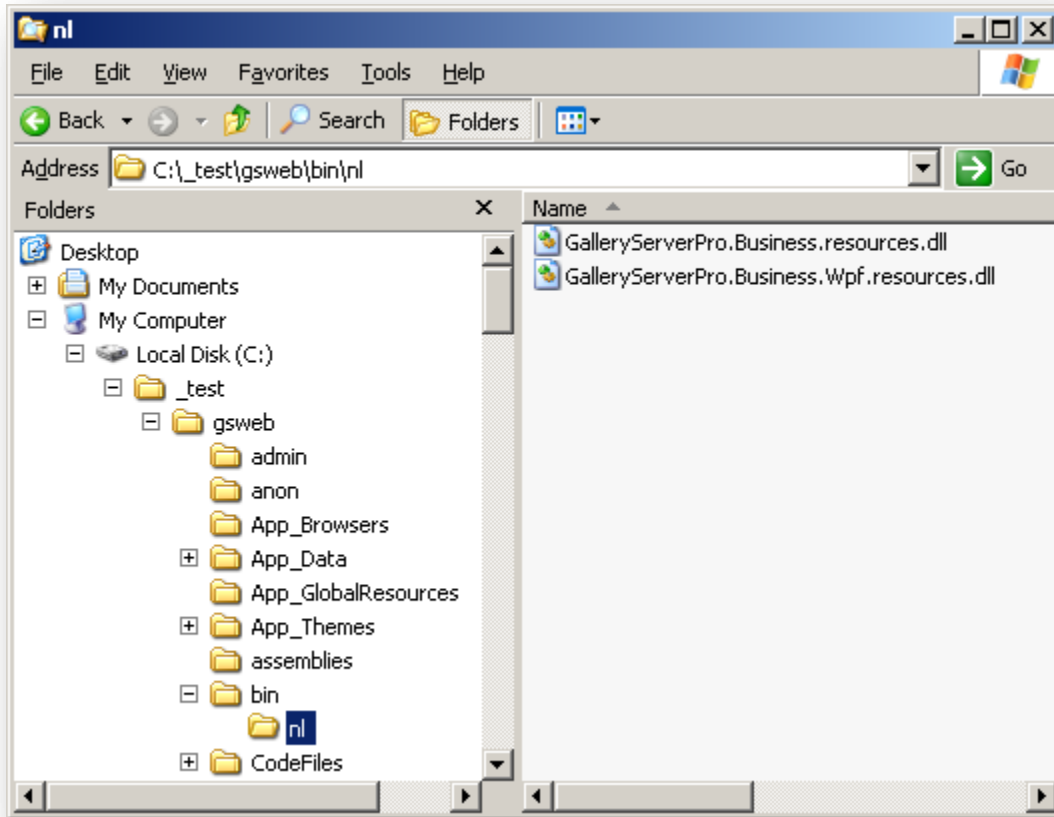 nl
File Edit View Favorites Tools Help
Back Search Folders
Address C:\_test\gsweb\bin\nl Go
Folders
Name
Desktop
My Documents
My Computer
Local Disk (C:)
_test
gsweb
admin
anon
App_Browsers
App_Data
App_GlobalResources
App_Themes
assemblies
bin
nl
CodeFiles
GalleryServerPro.Business.resources.dll
GalleryServerPro.Business.Wpf.resources.dll